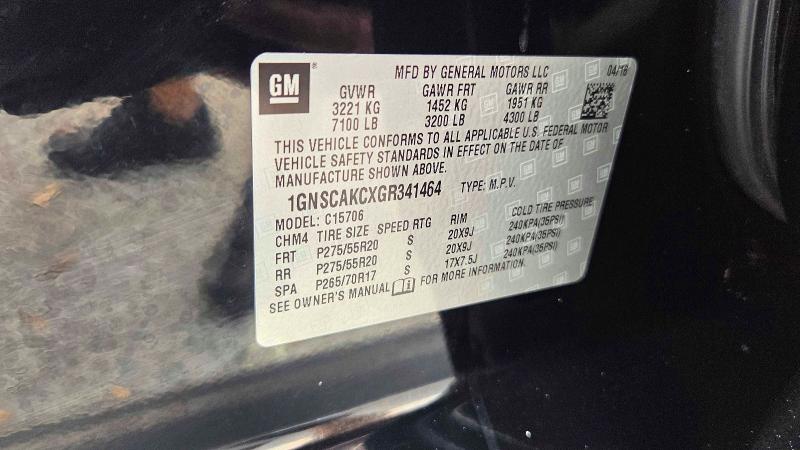 GM ®
MFD BY GENERAL MOTORS LLC 04/16
GVWR GAWR FRT GAWR RR
3221 KG 1452 KG 1951 KG
7100 LB 3200 LB 4300 LB
THIS VEHICLE CONFORMS TO ALL APPLICABLE U.S. FEDERAL MOTOR
VEHICLE SAFETY STANDARDS IN EFFECT ON THE DATE OF
MANUFACTURE SHOWN ABOVE.
1GNSCAKCXGR341464 TYPE: M.P.V.
MODEL: C15706
CHM4 TIRE SIZE SPEED RTG RIM COLD TIRE PRESSURE
FRT P275/55R20 S 20X9J 240KPA(35PSI)
RR P275/55R20 S 20X9J 240KPA(35PSI)
SPA P265/70R17 S 17X7.5J 240KPA(35PSI)
SEE OWNER'S MANUAL FOR MORE INFORMATION.